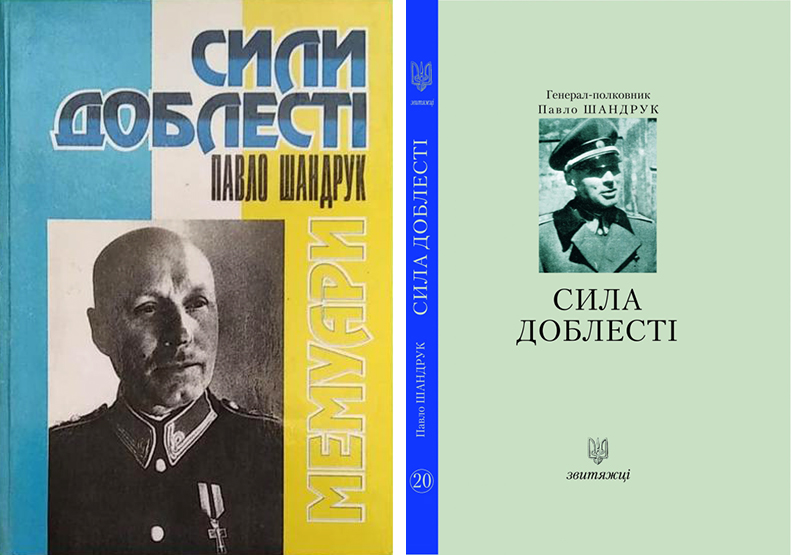 СИЛИ
ДОБЛЕСТІ
ПАВЛО ШАНДРУК
МЕМУАРИ
звитяжці
СИЛА ДОБЛЕСТІ
Павло ШАНДРУК
20
Генерал-полковник
Павло ШАНДРУК
СИЛА
ДОБЛЕСТІ
звитяжці